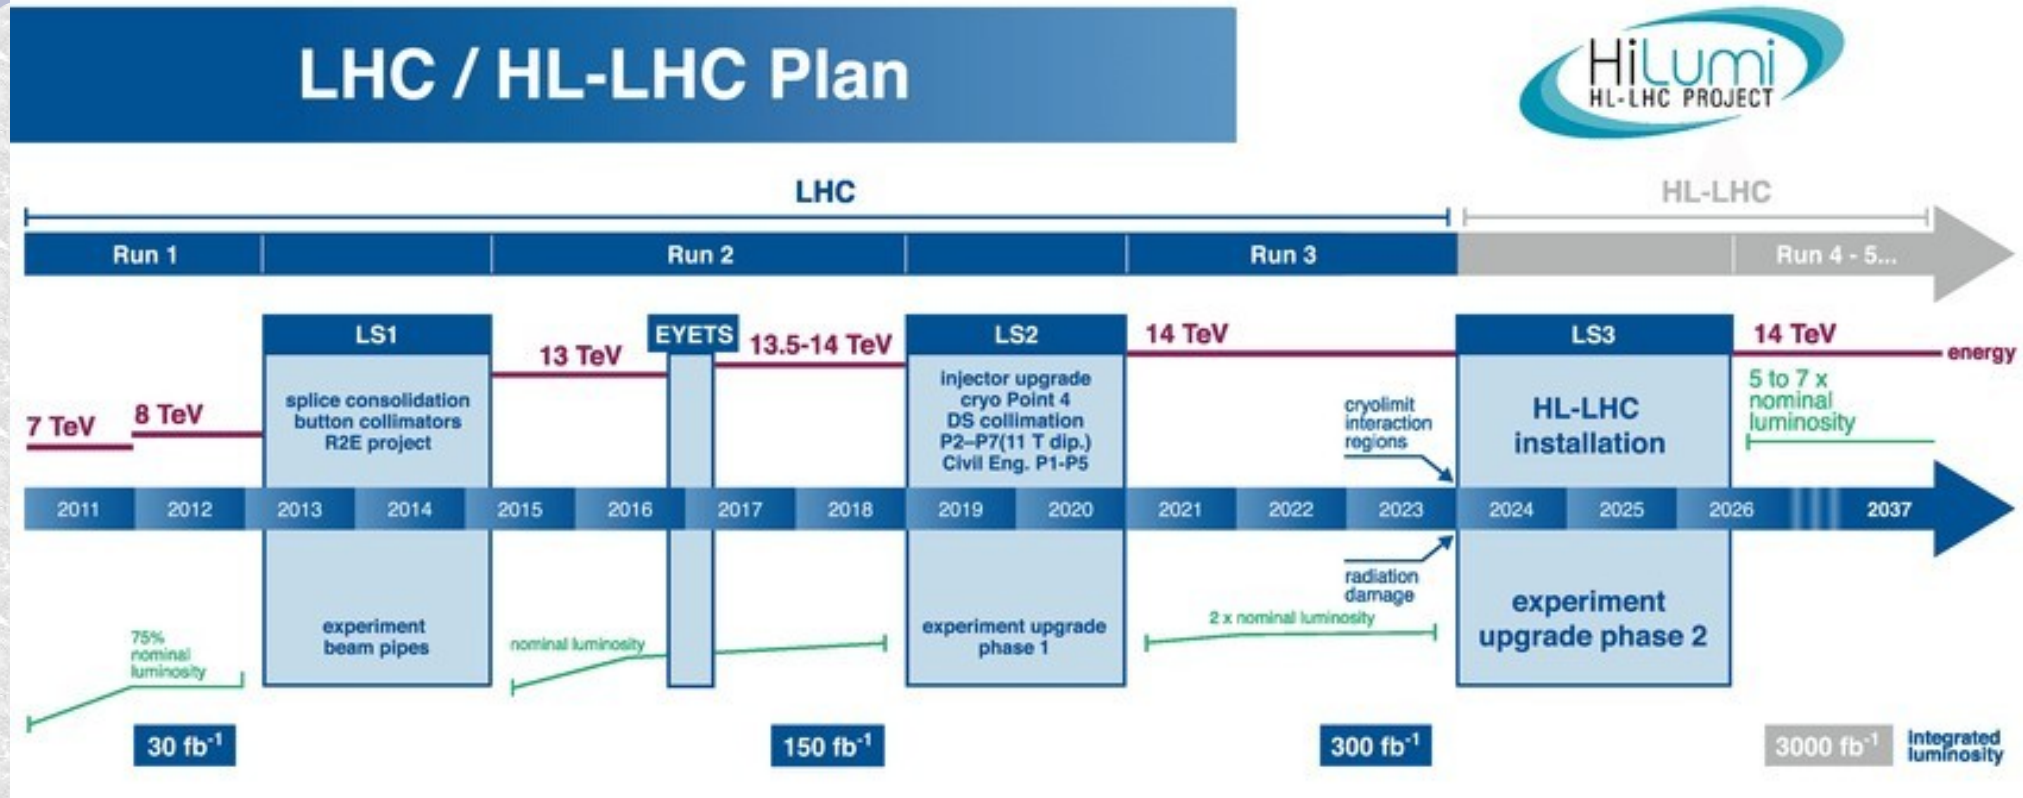 LHC / HL-LHC Plan
HiLumi
HL-LHC PROJECT
LHC
HL-LHC
Run 1
Run 2
Run 3
Run 4 - 5...
LS1
EYETS
LS2
LS3
7 TeV
8 TeV
13 TeV
13.5-14 TeV
14 TeV
14 TeV
energy
splice consolidation
button collimators
R2E project
injector upgrade
cryo Point 4
DS collimation
P2–P7(11 T dip.)
Civil Eng. P1-P5
cryolimit
interaction
regions
HL-LHC
installation
5 to 7 x
nominal
luminosity
2011
2012
2013
2014
2015
2016
2017
2018
2019
2020
2021
2022
2023
2024
2025
2026
2037
75%
nominal
luminosity
experiment
beam pipes
nominal luminosity
experiment upgrade
phase 1
2 x nominal luminosity
radiation
damage
experiment
upgrade phase 2
30 fb⁻¹
150 fb⁻¹
300 fb⁻¹
3000 fb⁻¹
integrated
luminosity